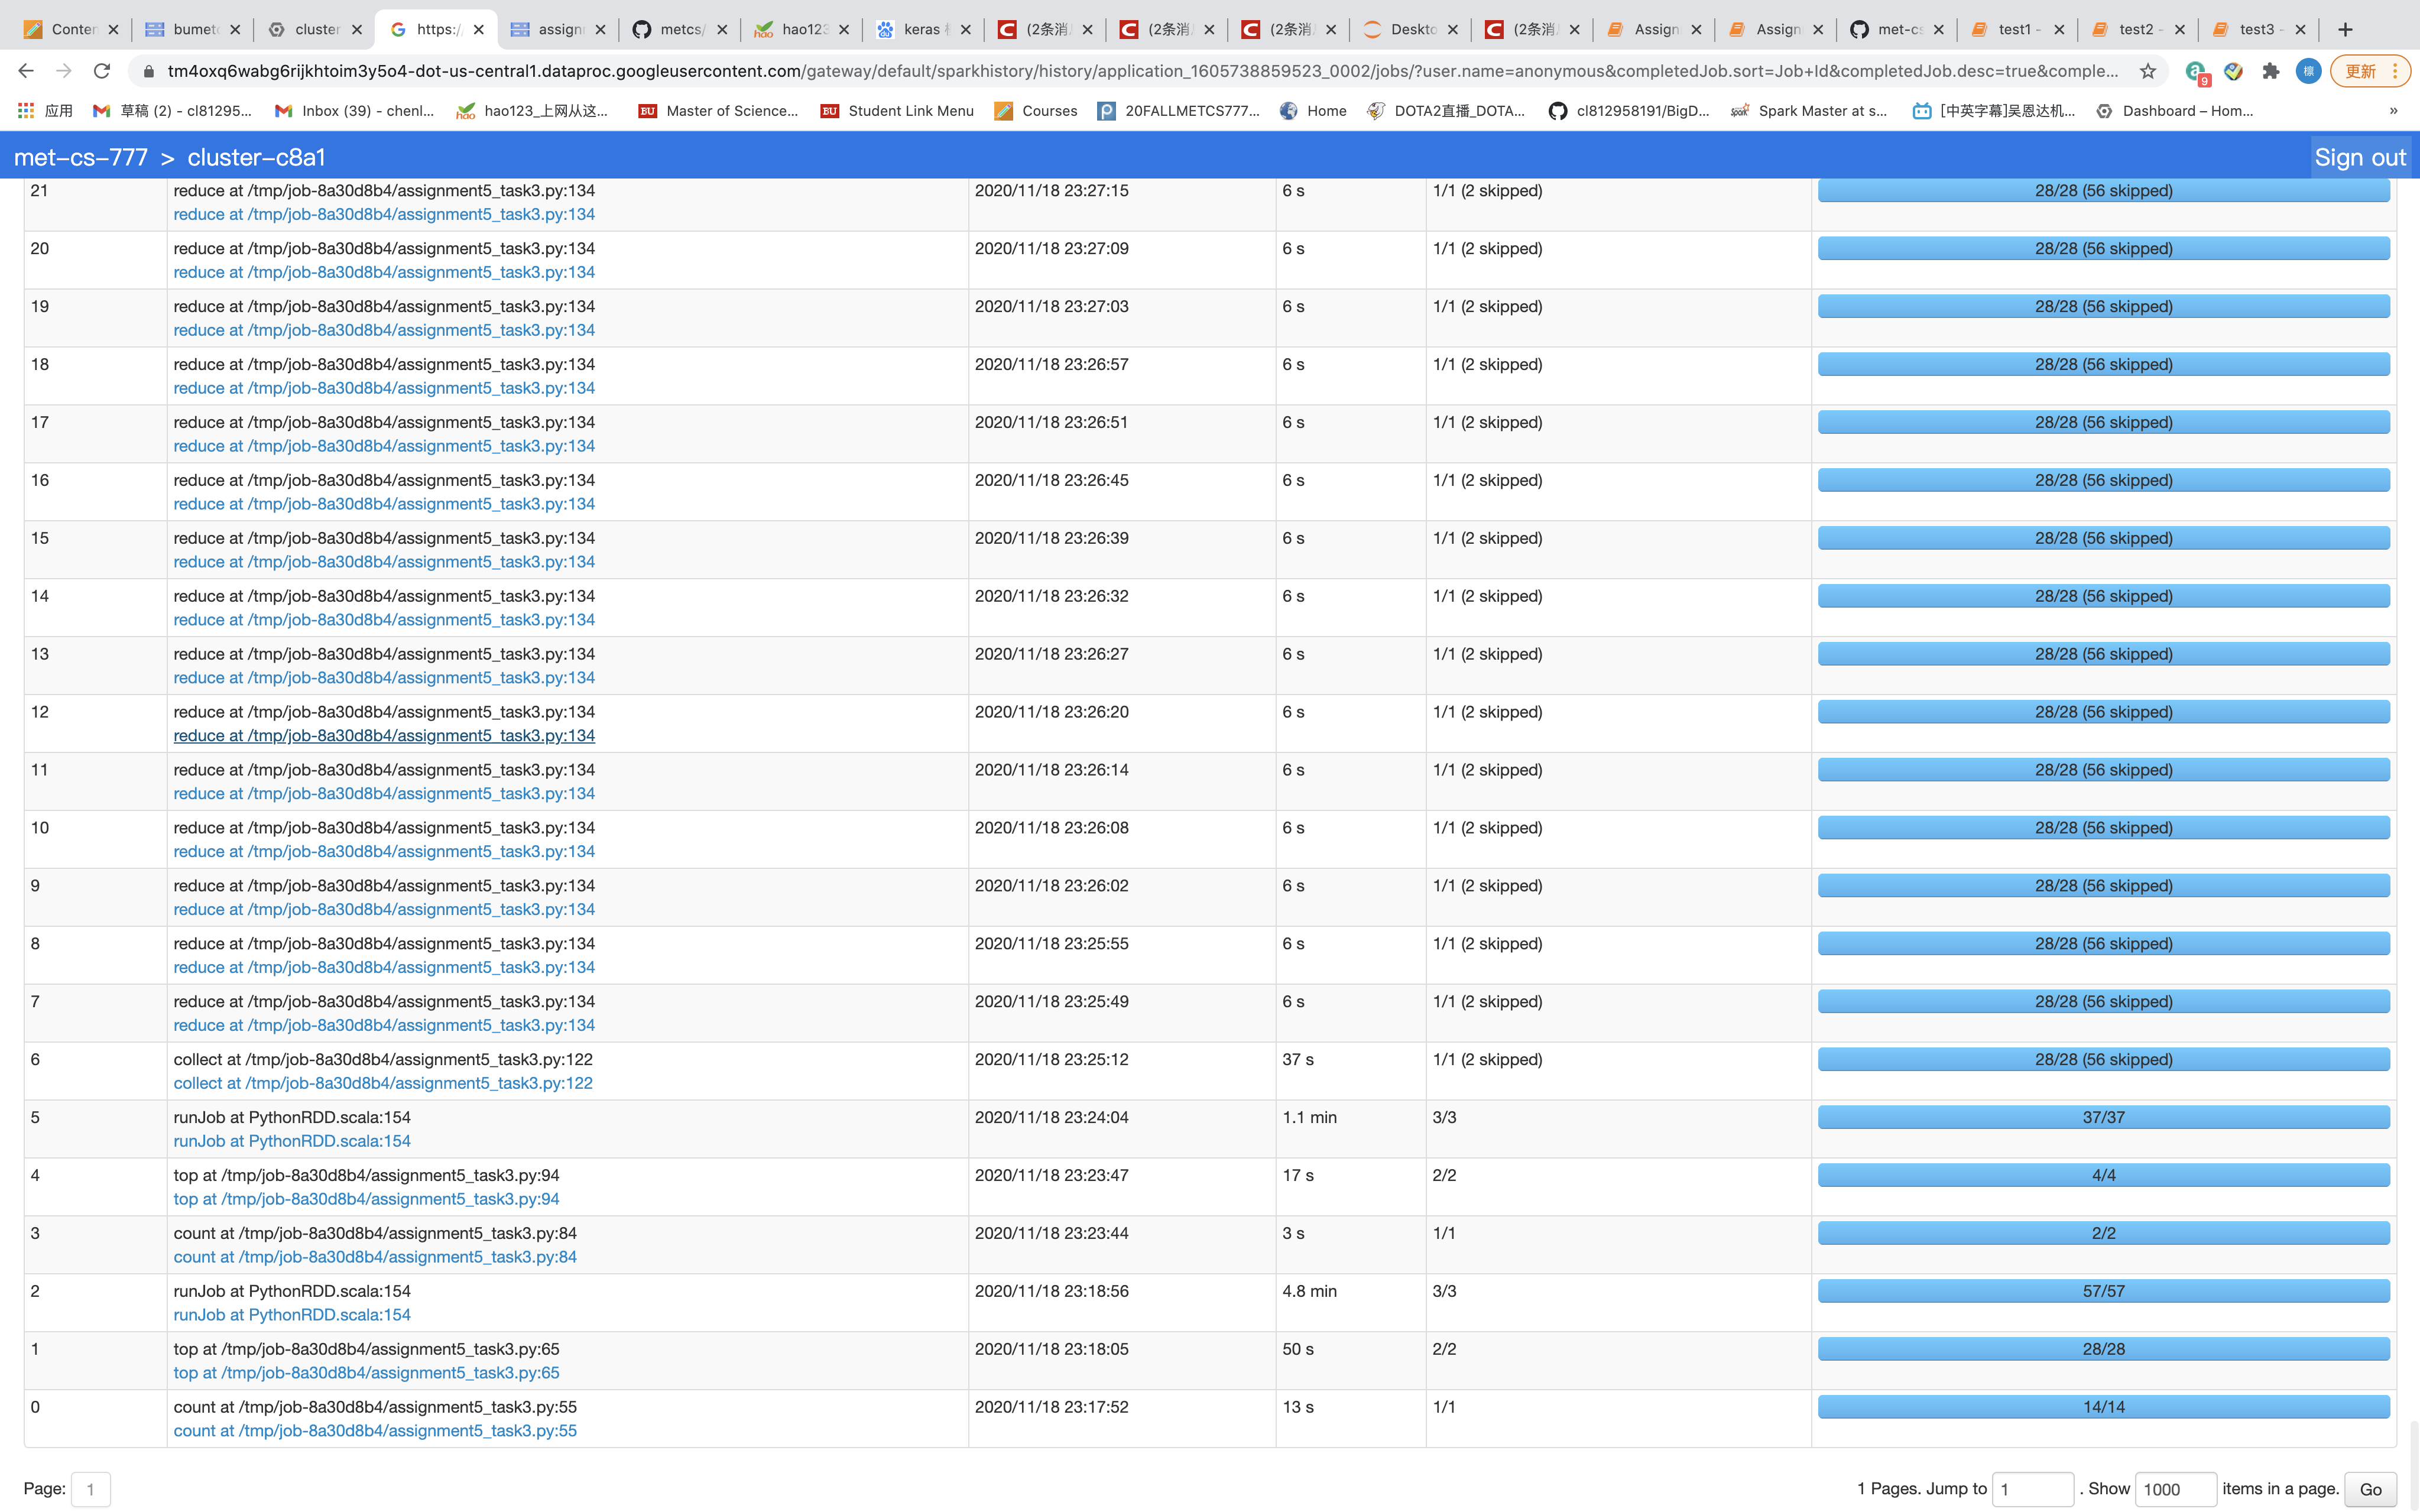 Conten bumetc cluster https:/ assign metcs/ hao123 keras (2条消 (2条消 (2条消 Deskto (2条消 Assign Assign met-cs test1 - test2 - test3 -
tm4oxq6wabg6rijkhtoim3y5o4-dot-us-central1.dataproc.googleusercontent.com/gateway/default/sparkhistory/history/application_1605738859523_0002/jobs/?user.name=anonymous&completedJob.sort=Job+Id&completedJob.desc=true&comple... 9 更新
应用 草稿 (2) - cl81295... Inbox (39) - chenl... hao123_上网从这... Master of Science... Student Link Menu Courses 20FALLMETCS777... Home DOTA2直播_DOTA... cl812958191/BigD... Spark Master at s... [中英字幕]吴恩达机... Dashboard – Hom... »
met-cs-777 > cluster-c8a1 Sign out
21 reduce at /tmp/job-8a30d8b4/assignment5_task3.py:134 2020/11/18 23:27:15 6 s 1/1 (2 skipped) 28/28 (56 skipped)
reduce at /tmp/job-8a30d8b4/assignment5_task3.py:134
20 reduce at /tmp/job-8a30d8b4/assignment5_task3.py:134 2020/11/18 23:27:09 6 s 1/1 (2 skipped) 28/28 (56 skipped)
reduce at /tmp/job-8a30d8b4/assignment5_task3.py:134
19 reduce at /tmp/job-8a30d8b4/assignment5_task3.py:134 2020/11/18 23:27:03 6 s 1/1 (2 skipped) 28/28 (56 skipped)
reduce at /tmp/job-8a30d8b4/assignment5_task3.py:134
18 reduce at /tmp/job-8a30d8b4/assignment5_task3.py:134 2020/11/18 23:26:57 6 s 1/1 (2 skipped) 28/28 (56 skipped)
reduce at /tmp/job-8a30d8b4/assignment5_task3.py:134
17 reduce at /tmp/job-8a30d8b4/assignment5_task3.py:134 2020/11/18 23:26:51 6 s 1/1 (2 skipped) 28/28 (56 skipped)
reduce at /tmp/job-8a30d8b4/assignment5_task3.py:134
16 reduce at /tmp/job-8a30d8b4/assignment5_task3.py:134 2020/11/18 23:26:45 6 s 1/1 (2 skipped) 28/28 (56 skipped)
reduce at /tmp/job-8a30d8b4/assignment5_task3.py:134
15 reduce at /tmp/job-8a30d8b4/assignment5_task3.py:134 2020/11/18 23:26:39 6 s 1/1 (2 skipped) 28/28 (56 skipped)
reduce at /tmp/job-8a30d8b4/assignment5_task3.py:134
14 reduce at /tmp/job-8a30d8b4/assignment5_task3.py:134 2020/11/18 23:26:32 6 s 1/1 (2 skipped) 28/28 (56 skipped)
reduce at /tmp/job-8a30d8b4/assignment5_task3.py:134
13 reduce at /tmp/job-8a30d8b4/assignment5_task3.py:134 2020/11/18 23:26:27 6 s 1/1 (2 skipped) 28/28 (56 skipped)
reduce at /tmp/job-8a30d8b4/assignment5_task3.py:134
12 reduce at /tmp/job-8a30d8b4/assignment5_task3.py:134 2020/11/18 23:26:20 6 s 1/1 (2 skipped) 28/28 (56 skipped)
reduce at /tmp/job-8a30d8b4/assignment5_task3.py:134
11 reduce at /tmp/job-8a30d8b4/assignment5_task3.py:134 2020/11/18 23:26:14 6 s 1/1 (2 skipped) 28/28 (56 skipped)
reduce at /tmp/job-8a30d8b4/assignment5_task3.py:134
10 reduce at /tmp/job-8a30d8b4/assignment5_task3.py:134 2020/11/18 23:26:08 6 s 1/1 (2 skipped) 28/28 (56 skipped)
reduce at /tmp/job-8a30d8b4/assignment5_task3.py:134
9 reduce at /tmp/job-8a30d8b4/assignment5_task3.py:134 2020/11/18 23:26:02 6 s 1/1 (2 skipped) 28/28 (56 skipped)
reduce at /tmp/job-8a30d8b4/assignment5_task3.py:134
8 reduce at /tmp/job-8a30d8b4/assignment5_task3.py:134 2020/11/18 23:25:55 6 s 1/1 (2 skipped) 28/28 (56 skipped)
reduce at /tmp/job-8a30d8b4/assignment5_task3.py:134
7 reduce at /tmp/job-8a30d8b4/assignment5_task3.py:134 2020/11/18 23:25:49 6 s 1/1 (2 skipped) 28/28 (56 skipped)
reduce at /tmp/job-8a30d8b4/assignment5_task3.py:134
6 collect at /tmp/job-8a30d8b4/assignment5_task3.py:122 2020/11/18 23:25:12 37 s 1/1 (2 skipped) 28/28 (56 skipped)
collect at /tmp/job-8a30d8b4/assignment5_task3.py:122
5 runJob at PythonRDD.scala:154 2020/11/18 23:24:04 1.1 min 3/3 37/37
runJob at PythonRDD.scala:154
4 top at /tmp/job-8a30d8b4/assignment5_task3.py:94 2020/11/18 23:23:47 17 s 2/2 4/4
top at /tmp/job-8a30d8b4/assignment5_task3.py:94
3 count at /tmp/job-8a30d8b4/assignment5_task3.py:84 2020/11/18 23:23:44 3 s 1/1 2/2
count at /tmp/job-8a30d8b4/assignment5_task3.py:84
2 runJob at PythonRDD.scala:154 2020/11/18 23:18:56 4.8 min 3/3 57/57
runJob at PythonRDD.scala:154
1 top at /tmp/job-8a30d8b4/assignment5_task3.py:65 2020/11/18 23:18:05 50 s 2/2 28/28
top at /tmp/job-8a30d8b4/assignment5_task3.py:65
0 count at /tmp/job-8a30d8b4/assignment5_task3.py:55 2020/11/18 23:17:52 13 s 1/1 14/14
count at /tmp/job-8a30d8b4/assignment5_task3.py:55
Page: 1 1 Pages. Jump to 1 . Show 1000 items in a page. Go